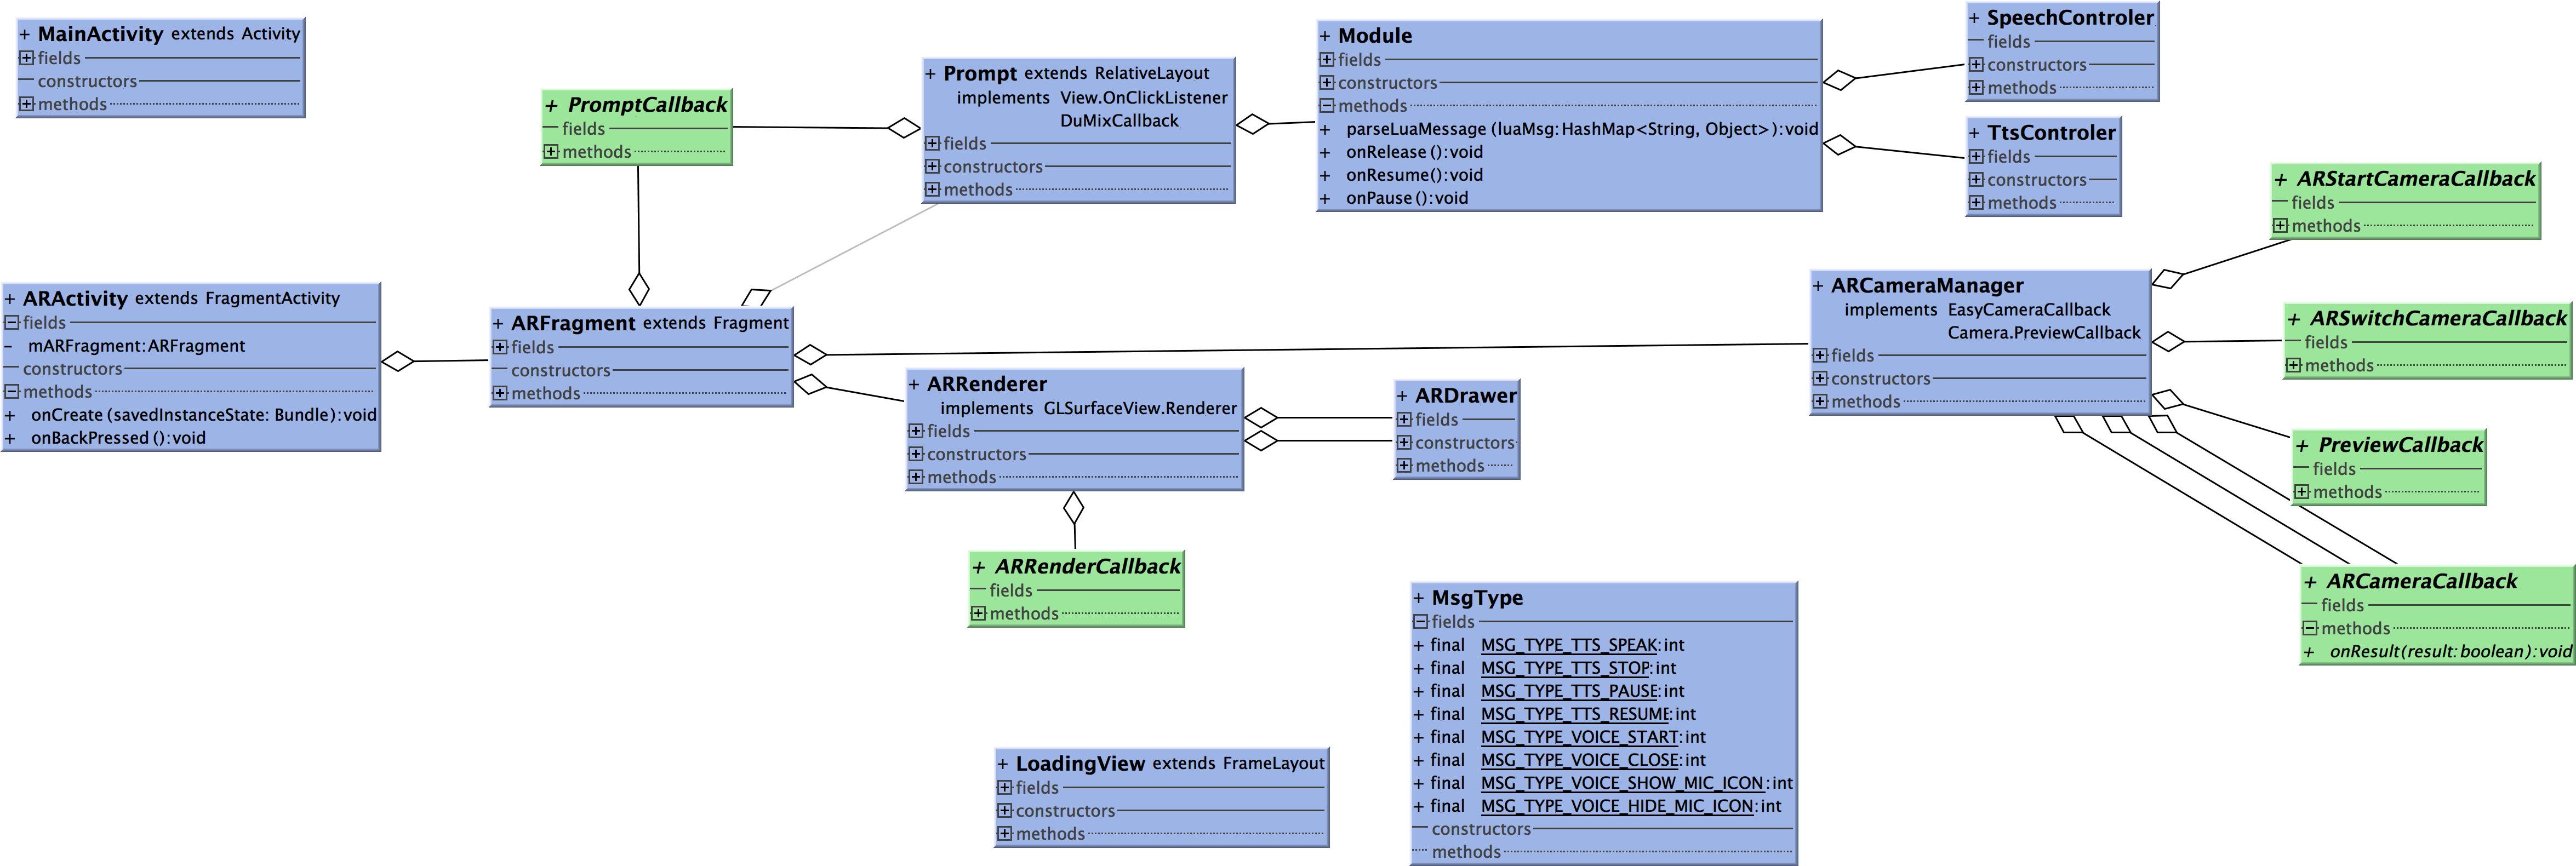 + MainActivity extends Activity
fields
constructors
methods
+ PromptCallback
fields
methods
+ Prompt extends RelativeLayout
implements View.OnClickListener
DuMixCallback
fields
constructors
methods
+ Module
fields
constructors
methods
+ parseLuaMessage (luaMsg: HashMap<String, Object>): void
+ onRelease (): void
+ onResume(): void
+ onPause (): void
+ SpeechControler
fields
constructors
methods
+ TtsControler
fields
constructors
methods
+ ARStartCameraCallback
fields
methods
+ ARActivity extends FragmentActivity
fields
- mARFragment: ARFragment
constructors
methods
+ onCreate (savedInstanceState: Bundle): void
+ onBackPressed (): void
+ ARFragment extends Fragment
fields
constructors
methods
+ ARCameraManager
implements EasyCameraCallback
Camera.PreviewCallback
fields
constructors
methods
+ ARSwitchCameraCallback
fields
methods
+ ARRenderer
implements GLSurfaceView.Renderer
fields
constructors
methods
+ ARDrawer
fields
constructors
methods
+ PreviewCallback
fields
methods
+ ARRenderCallback
fields
methods
+ ARCameraCallback
fields
methods
+ onResult(result: boolean): void
+ MsgType
fields
+ final MSG_TYPE_TTS_SPEAK: int
+ final MSG_TYPE_TTS_STOP: int
+ final MSG_TYPE_TTS_PAUSE: int
+ final MSG_TYPE_TTS_RESUME: int
+ final MSG_TYPE_VOICE_START: int
+ final MSG_TYPE_VOICE_CLOSE: int
+ final MSG_TYPE_VOICE_SHOW_MIC_ICON: int
+ final MSG_TYPE_VOICE_HIDE_MIC_ICON: int
constructors
methods
+ LoadingView extends FrameLayout
fields
constructors
methods